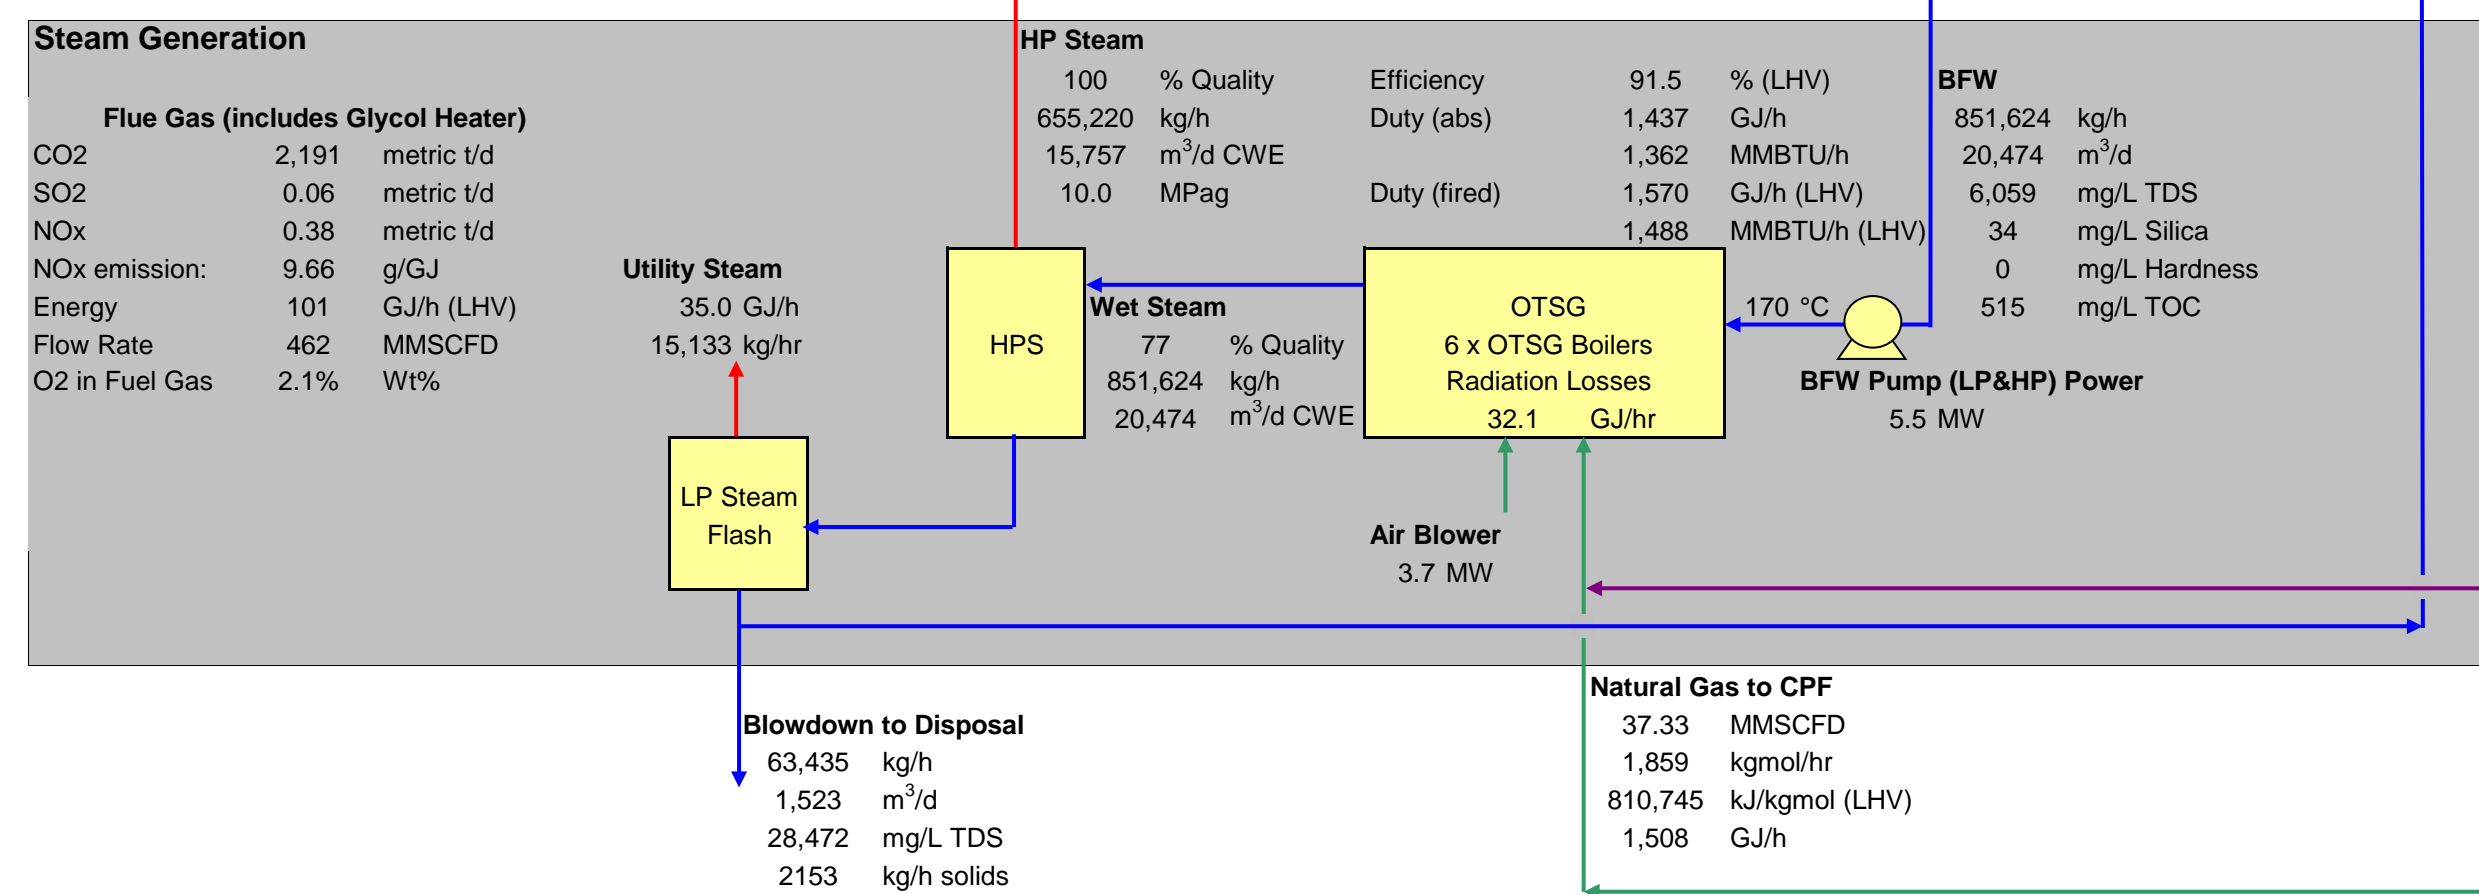 Steam Generation
HP Steam
100 % Quality
655,220 kg/h
15,757 m³/d CWE
10.0 MPag
Efficiency 91.5 % (LHV)
Duty (abs) 1,437 GJ/h
1,362 MMBTU/h
Duty (fired) 1,570 GJ/h (LHV)
1,488 MMBTU/h (LHV)
BFW
851,624 kg/h
20,474 m³/d
6,059 mg/L TDS
34 mg/L Silica
0 mg/L Hardness
515 mg/L TOC
Flue Gas (includes Glycol Heater)
CO2 2,191 metric t/d
SO2 0.06 metric t/d
NOx 0.38 metric t/d
NOx emission: 9.66 g/GJ
Energy 101 GJ/h (LHV)
Flow Rate 462 MMSCFD
O2 in Fuel Gas 2.1% Wt%
Utility Steam
35.0 GJ/h
15,133 kg/hr
HPS
Wet Steam
77 % Quality
851,624 kg/h
20,474 m³/d CWE
OTSG
6 x OTSG Boilers
Radiation Losses
32.1 GJ/hr
170 °C
BFW Pump (LP&HP) Power
5.5 MW
LP Steam
Flash
Air Blower
3.7 MW
Blowdown to Disposal
63,435 kg/h
1,523 m³/d
28,472 mg/L TDS
2153 kg/h solids
Natural Gas to CPF
37.33 MMSCFD
1,859 kgmol/hr
810,745 kJ/kgmol (LHV)
1,508 GJ/h